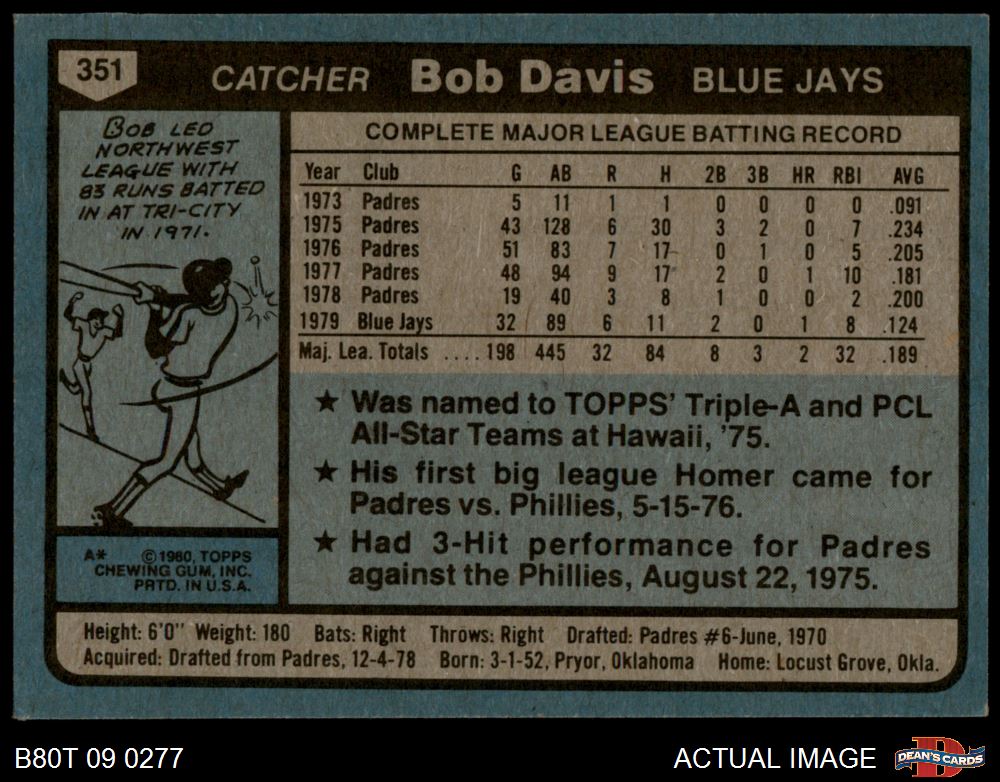 351 CATCHER Bob Davis BLUE JAYS
BOB LED
NORTHWEST
LEAGUE WITH
83 RUNS BATTED
IN AT TRI-CITY
IN 1971.
COMPLETE MAJOR LEAGUE BATTING RECORD
Year Club G AB R H 2B 3B HR RBI AVG
1973 Padres 5 11 1 1 0 0 0 0 .091
1975 Padres 43 128 6 30 3 2 0 7 .234
1976 Padres 51 83 7 17 0 1 0 5 .205
1977 Padres 48 94 9 17 2 0 1 10 .181
1978 Padres 19 40 3 8 1 0 0 2 .200
1979 Blue Jays 32 89 6 11 2 0 1 8 .124
Maj. Lea. Totals .... 198 445 32 84 8 3 2 32 .189
★ Was named to TOPPS' Triple-A and PCL
All-Star Teams at Hawaii, '75.
★ His first big league Homer came for
Padres vs. Phillies, 5-15-76.
★ Had 3-Hit performance for Padres
against the Phillies, August 22, 1975.
A* © 1980, TOPPS
CHEWING GUM, INC.
PRTD. IN U.S.A.
Height: 6'0" Weight: 180 Bats: Right Throws: Right Drafted: Padres #6-June, 1970
Acquired: Drafted from Padres, 12-4-78 Born: 3-1-52, Pryor, Oklahoma Home: Locust Grove, Okla.
B80T 09 0277 ACTUAL IMAGE D DEAN'S CARDS